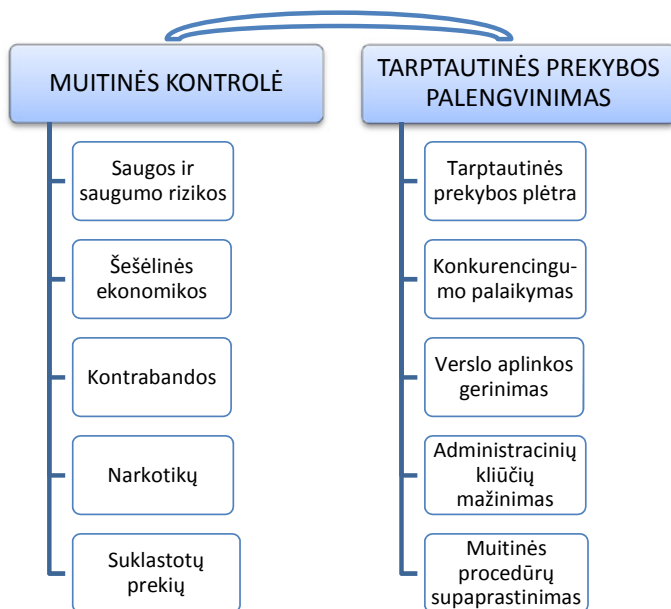 MUITINĖS KONTROLĖ
Saugos ir
saugumo rizikos
Šešėlinės
ekonomikos
Kontrabandos
Narkotikų
Suklastotų
prekių
TARPTAUTINĖS PREKYBOS
PALENGVINIMAS
Tarptautinės
prekybos plėtra
Konkurencingu-
mo palaikymas
Verslo aplinkos
gerinimas
Administracinių
kliūčių
mažinimas
Muitinės
procedūrų
supaprastinimas